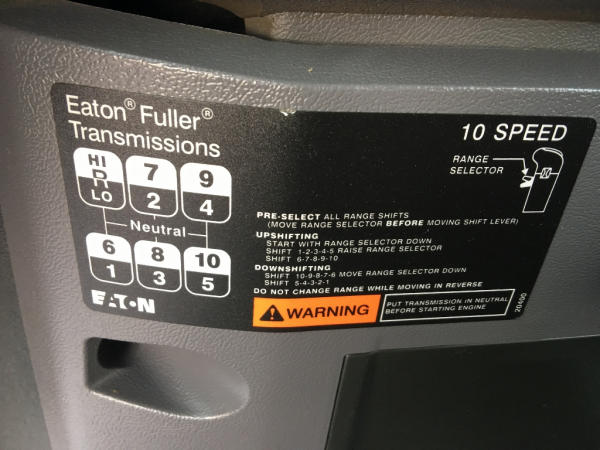 Eaton® Fuller®
Transmissions
10 SPEED
RANGE
SELECTOR
HI
R
LO
7
2
9
4
Neutral
6
1
8
3
10
5
EATON
PRE-SELECT ALL RANGE SHIFTS
(MOVE RANGE SELECTOR BEFORE MOVING SHIFT LEVER)
UPSHIFTING
START WITH RANGE SELECTOR DOWN
SHIFT 1-2-3-4-5 RAISE RANGE SELECTOR
SHIFT 6-7-8-9-10
DOWNSHIFTING
SHIFT 10-9-8-7-6 MOVE RANGE SELECTOR DOWN
SHIFT 5-4-3-2-1
DO NOT CHANGE RANGE WHILE MOVING IN REVERSE
WARNING
PUT TRANSMISSION IN NEUTRAL
BEFORE STARTING ENGINE
20400